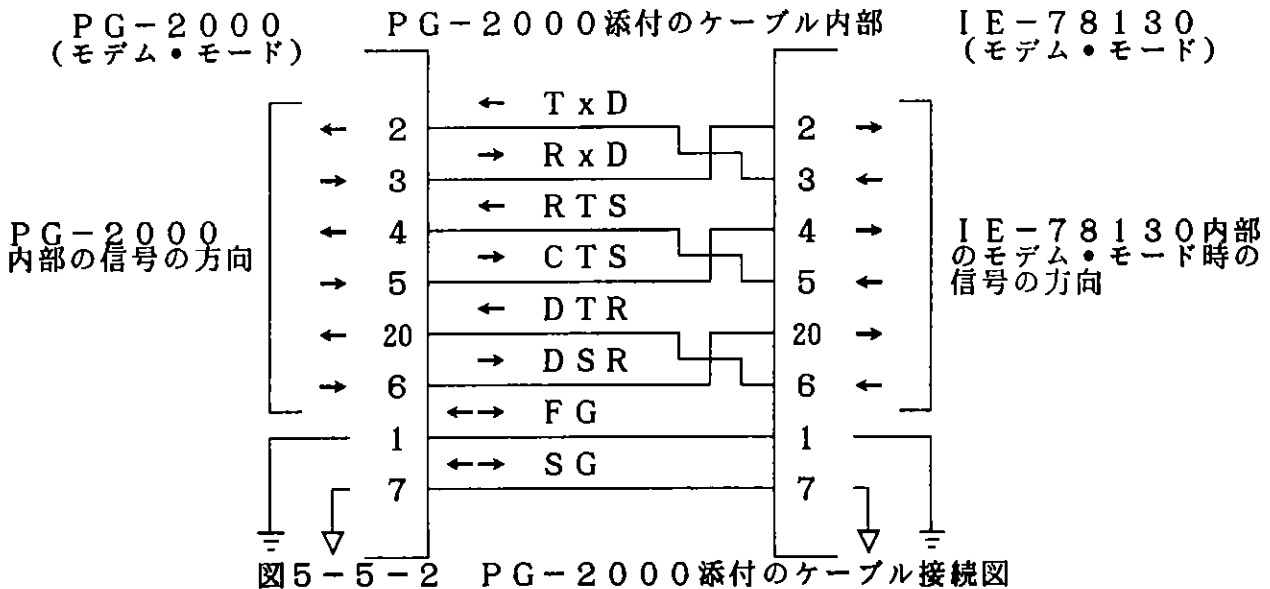 PG-2000
(モデム・モード)
PG-2000添付のケーブル内部
IE-78130
(モデム・モード)
← TxD
← 2
2 →
→ RxD
→ 3
3 ←
← RTS
← 4
4 →
→ CTS
→ 5
5 ←
← DTR
← 20
20 →
→ DSR
→ 6
6 ←
←→ FG
1
1
←→ SG
7
7
PG-2000
内部の信号の方向
IE-78130内部
のモデム・モード時の
信号の方向
図5-5-2 PG-2000添付のケーブル接続図